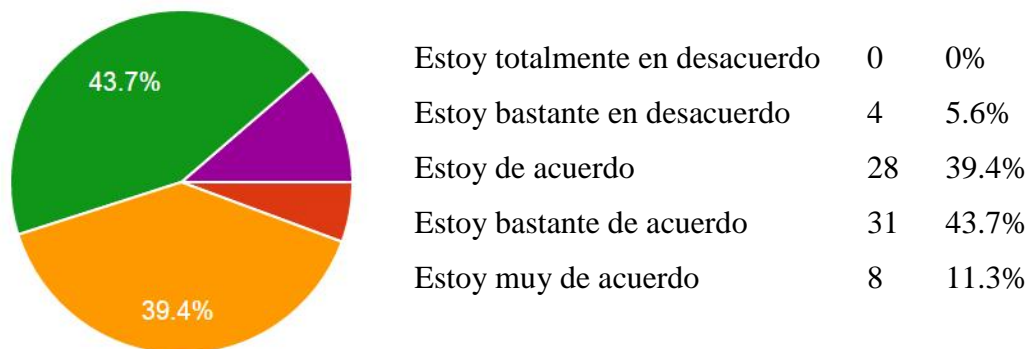 43.7%
39.4%
Estoy totalmente en desacuerdo 0 0%
Estoy bastante en desacuerdo 4 5.6%
Estoy de acuerdo 28 39.4%
Estoy bastante de acuerdo 31 43.7%
Estoy muy de acuerdo 8 11.3%